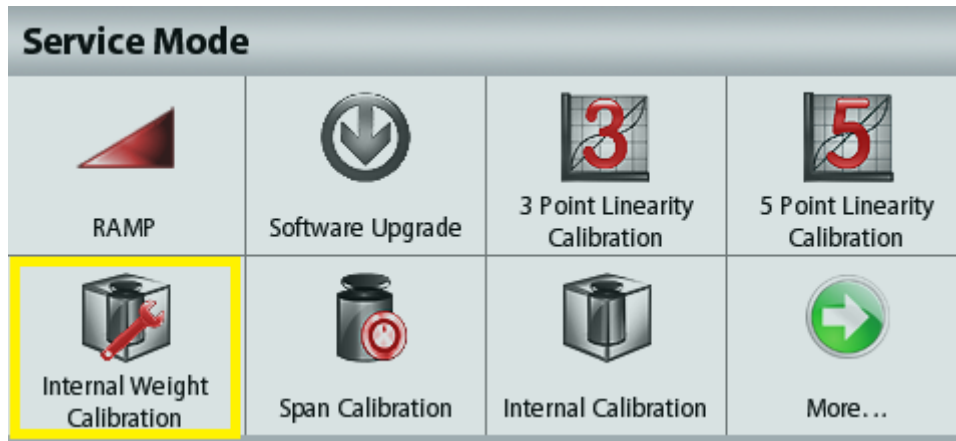 Service Mode
RAMP
Software Upgrade
3
3 Point Linearity
Calibration
5
5 Point Linearity
Calibration
Internal Weight
Calibration
Span Calibration
Internal Calibration
More...